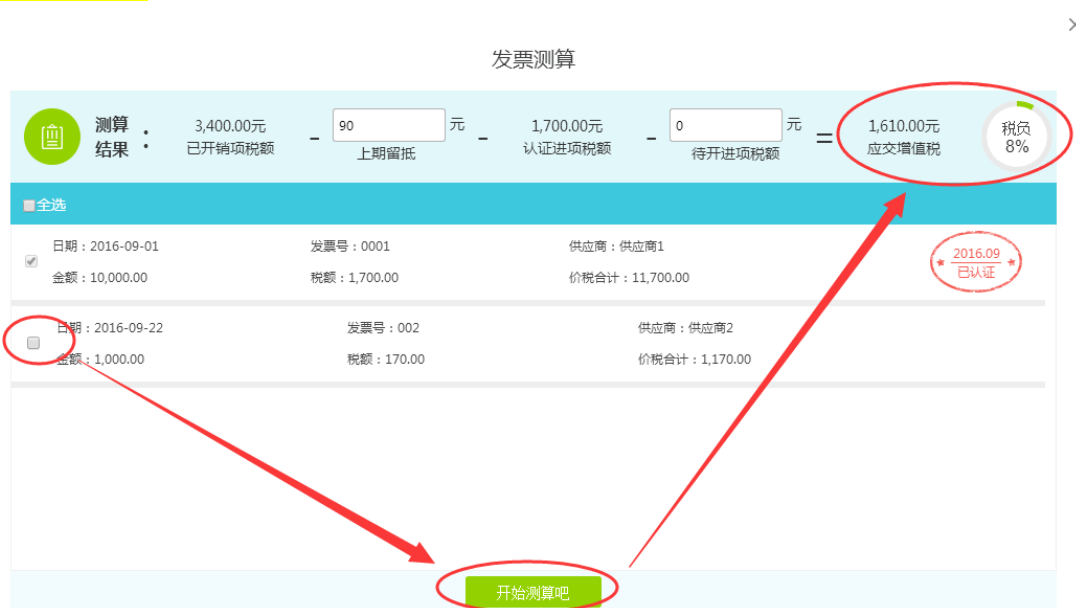 发票测算
测算结果： 3,400.00元 已开销项税额 - 90 元 上期留抵 - 1,700.00元 认证进项税额 - 0 元 待开进项税额 = 1,610.00元 应交增值税 税负 8%
全选
日期：2016-09-01 发票号：0001 供应商：供应商1
金额：10,000.00 税额：1,700.00 价税合计：11,700.00
2016.09
已认证
日期：2016-09-22 发票号：002 供应商：供应商2
金额：1,000.00 税额：170.00 价税合计：1,170.00
开始测算吧